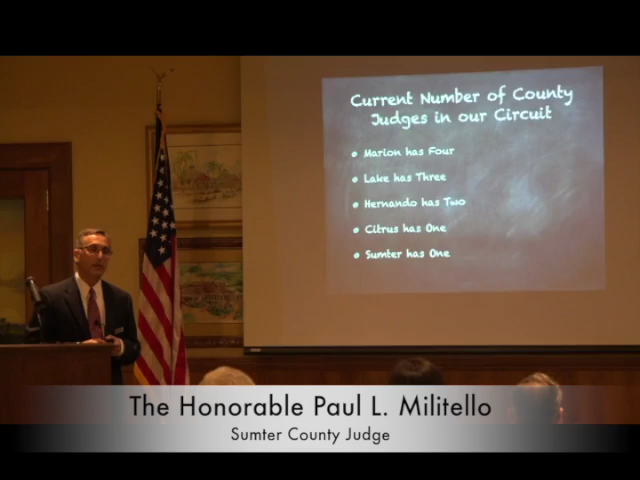 Current Number of County
Judges in our Circuit
• Marion has Four
• Lake has Three
• Hernando has Two
• Citrus has One
• Sumter has One
The Honorable Paul L. Militello
Sumter County Judge